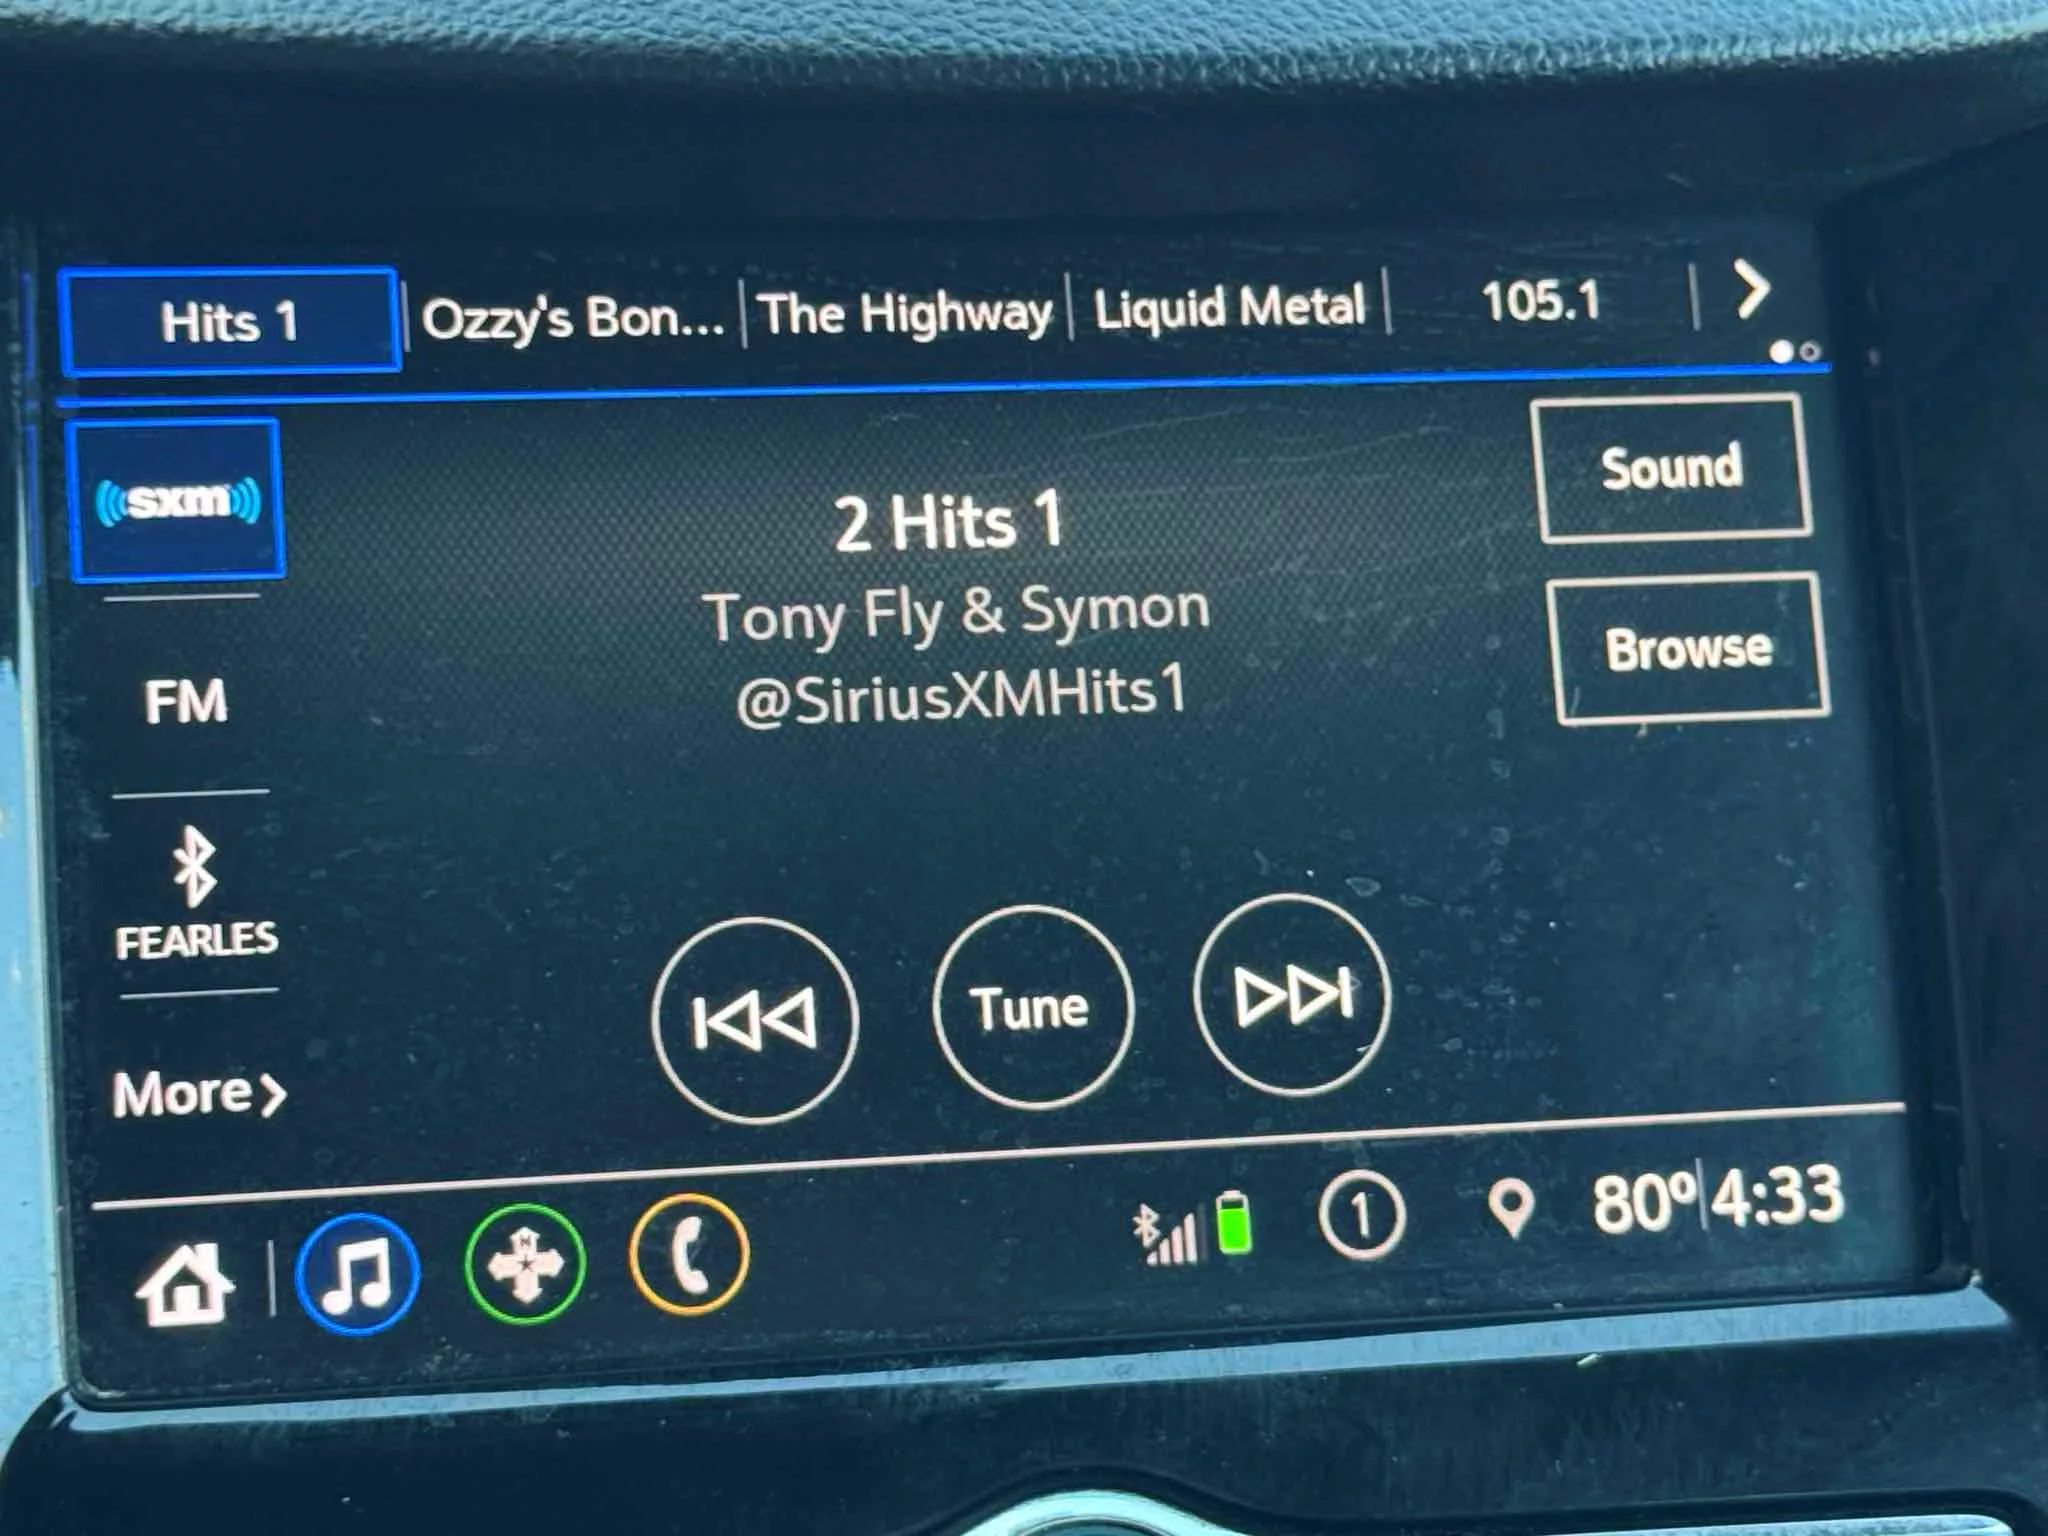 Hits 1
Ozzy's Bon...
The Highway
Liquid Metal
105.1
sxm
2 Hits 1
Sound
Tony Fly & Symon
@SiriusXMHits1
Browse
FM
FEARLES
Tune
More
N
1
80° 4:33